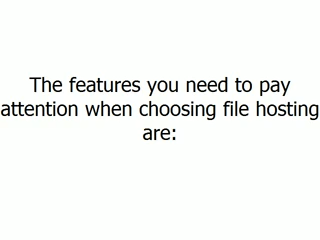 The features you need to pay
attention when choosing file hosting
are: